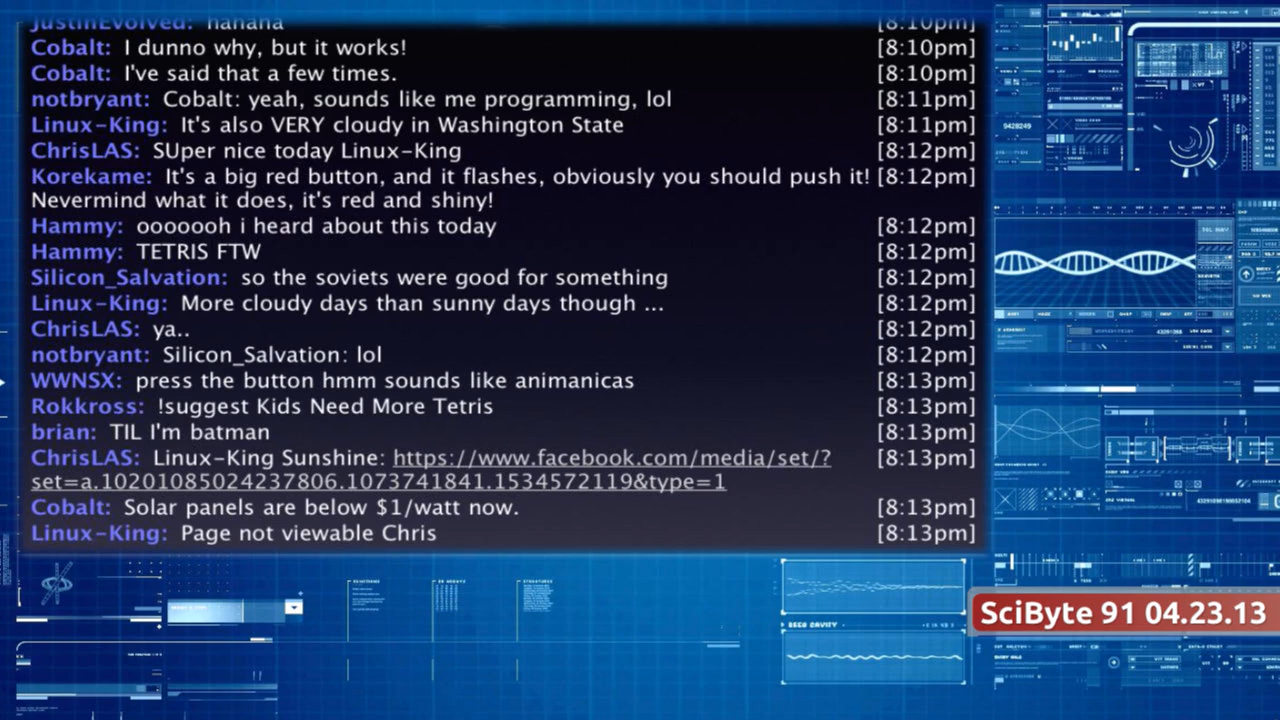 JustinEvolved: hahaha [8:10pm]
Cobalt: I dunno why, but it works! [8:10pm]
Cobalt: I've said that a few times. [8:10pm]
notbryant: Cobalt: yeah, sounds like me programming, lol [8:11pm]
Linux-King: It's also VERY cloudy in Washington State [8:11pm]
ChrisLAS: SUper nice today Linux-King [8:12pm]
Korekame: It's a big red button, and it flashes, obviously you should push it! [8:12pm]
Nevermind what it does, it's red and shiny!
Hammy: ooooooh i heard about this today [8:12pm]
Hammy: TETRIS FTW [8:12pm]
Silicon_Salvation: so the soviets were good for something [8:12pm]
Linux-King: More cloudy days than sunny days though ... [8:12pm]
ChrisLAS: ya.. [8:12pm]
notbryant: Silicon_Salvation: lol [8:12pm]
WWNSX: press the button hmm sounds like animanicas [8:13pm]
Rokkross: !suggest Kids Need More Tetris [8:13pm]
brian: TIL I'm batman [8:13pm]
ChrisLAS: Linux-King Sunshine: https://www.facebook.com/media/set/? [8:13pm]
set=a.10201085024237806.1073741841.1534572119&type=1
Cobalt: Solar panels are below $1/watt now. [8:13pm]
Linux-King: Page not viewable Chris [8:13pm]
SciByte 91 04.23.13